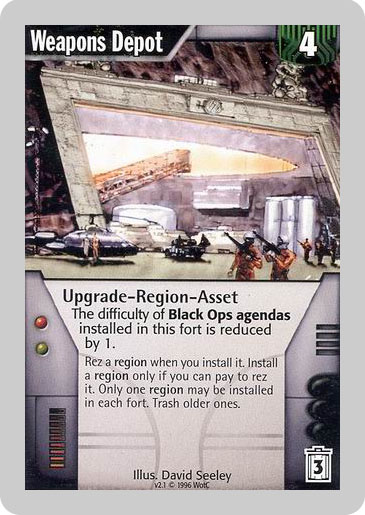 Weapons Depot
4
Upgrade-Region-Asset
The difficulty of Black Ops agendas
installed in this fort is reduced
by 1.
Rez a region when you install it. Install
a region only if you can pay to rez
it. Only one region may be installed
in each fort. Trash older ones.
3
Illus. David Seeley
v2.1 © 1996 WotC